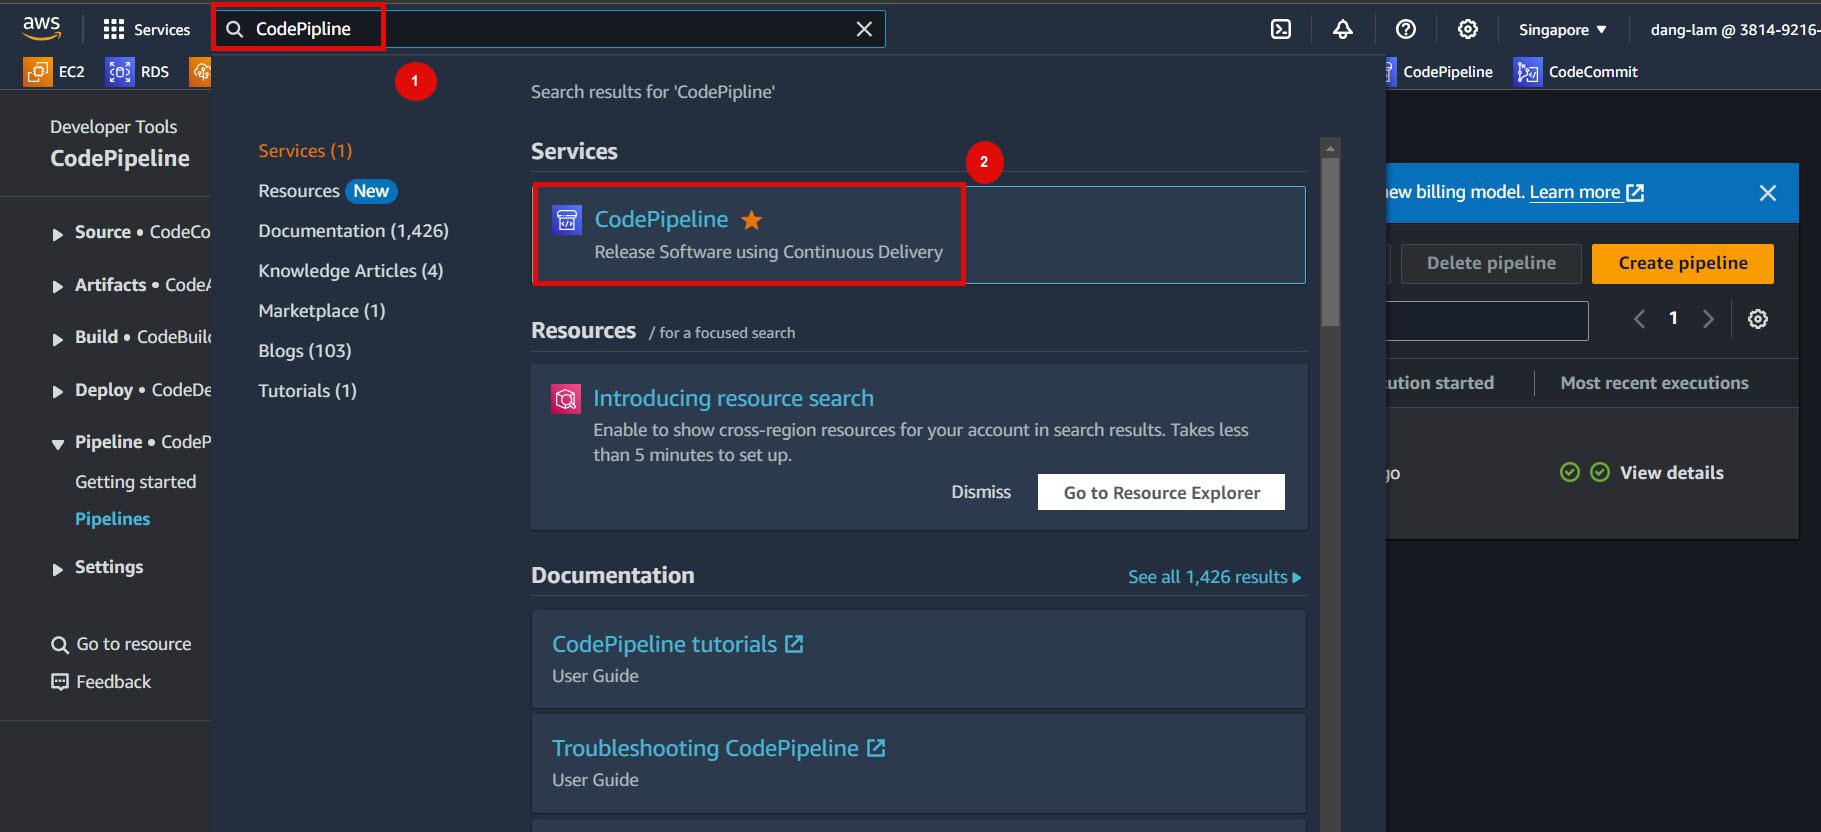 aws
Services
CodePipline
Singapore
dang-lam @ 3814-9216-
EC2
RDS
CodePipeline
CodeCommit
1
Developer Tools
CodePipeline
Source • CodeCo
Artifacts • CodeA
Build • CodeBuild
Deploy • CodeDe
Pipeline • CodeP
Getting started
Pipelines
Settings
Go to resource
Feedback
Services (1)
Resources New
Documentation (1,426)
Knowledge Articles (4)
Marketplace (1)
Blogs (103)
Tutorials (1)
Search results for 'CodePipline'
Services
2
CodePipeline
Release Software using Continuous Delivery
Resources / for a focused search
Introducing resource search
Enable to show cross-region resources for your account in search results. Takes less
than 5 minutes to set up.
Dismiss
Go to Resource Explorer
Documentation
See all 1,426 results
CodePipeline tutorials
User Guide
Troubleshooting CodePipeline
User Guide
new billing model. Learn more
Delete pipeline
Create pipeline
1
ution started
Most recent executions
go
View details